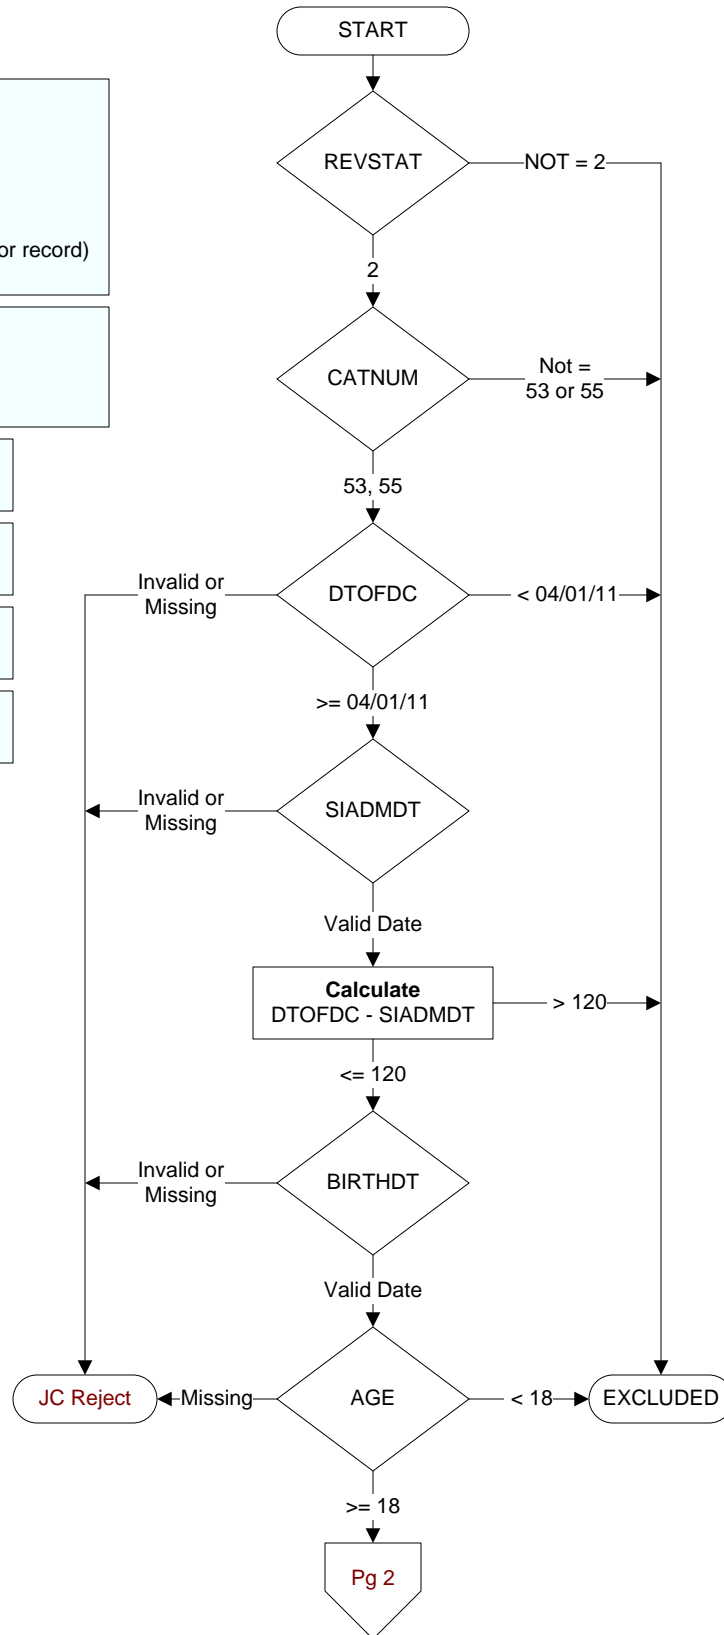 START
REVSTAT
NOT = 2
or record)
2
CATNUM
Not =
53 or 55
53, 55
Invalid or
Missing
DTOFDC
< 04/01/11
>= 04/01/11
Invalid or
Missing
SIADMDT
Valid Date
Calculate
DTOFDC - SIADMDT
> 120
<= 120
Invalid or
Missing
BIRTHDT
Valid Date
JC Reject
Missing
AGE
< 18
EXCLUDED
>= 18
Pg 2